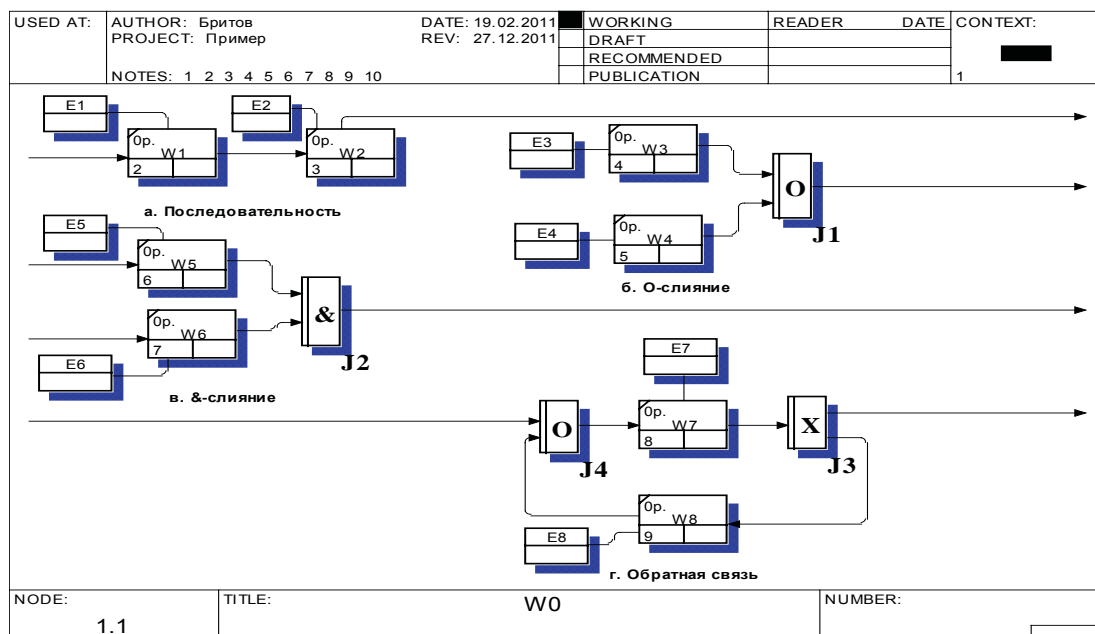 USED AT:
AUTHOR: Бритов
DATE: 19.02.2011
WORKING
READER
DATE
CONTEXT:
PROJECT: Пример
REV: 27.12.2011
DRAFT
RECOMMENDED
NOTES: 1 2 3 4 5 6 7 8 9 10
PUBLICATION
1
E1
0р.
W1
2
E2
0р.
W2
3
а. Последовательность
E3
0р.
W3
4
E4
0р.
W4
5
O
J1
б. О-слияние
E5
0р.
W5
6
0р.
W6
7
E6
&
J2
в. &-слияние
E7
O
J4
0р.
W7
8
X
J3
0р.
W8
9
E8
г. Обратная связь
NODE:
1.1
TITLE:
W0
NUMBER: